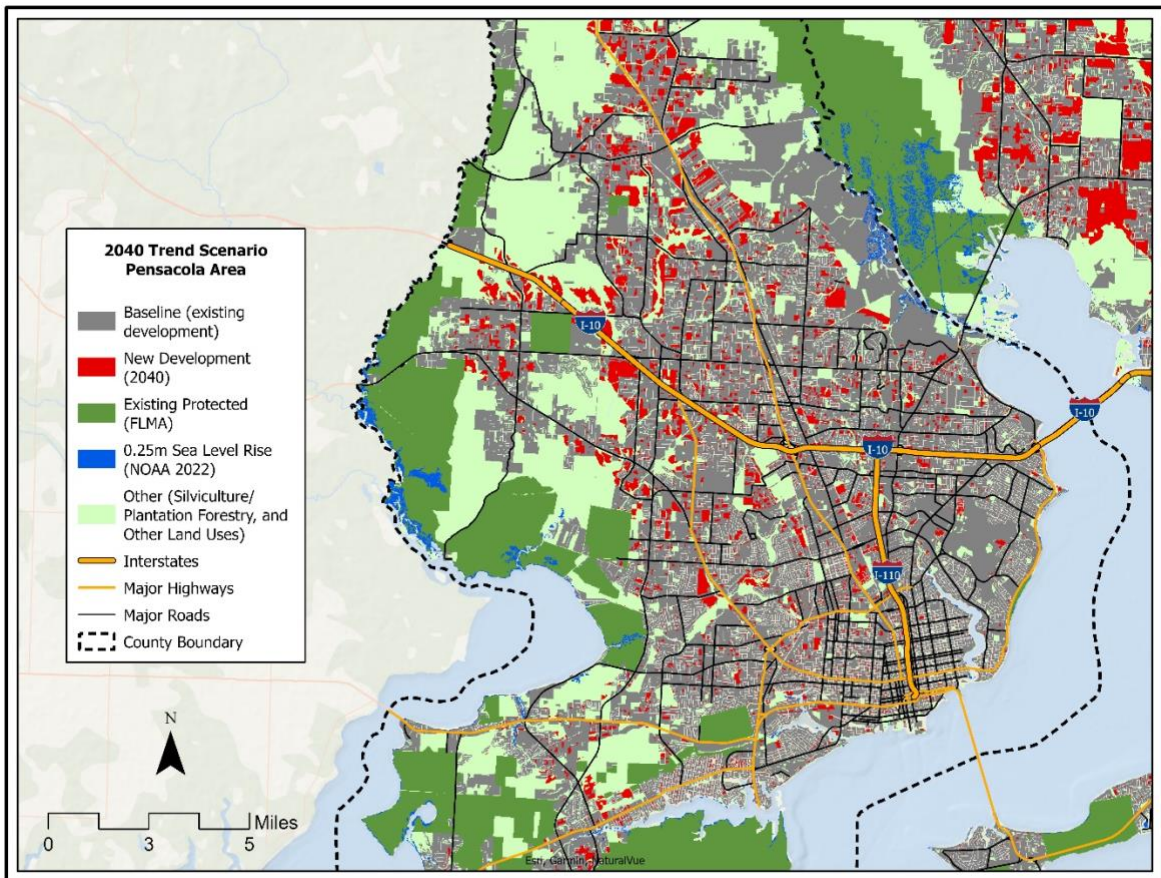 2040 Trend Scenario
Pensacola Area
Baseline (existing
development)
New Development
(2040)
Existing Protected
(FLMA)
0.25m Sea Level Rise
(NOAA 2022)
Other (Silviculture/
Plantation Forestry, and
Other Land Uses)
Interstates
Major Highways
Major Roads
County Boundary
I-10
I-10
I-10
I-110
N
Miles
0 3 5
Esri, Garmin, NaturalVue